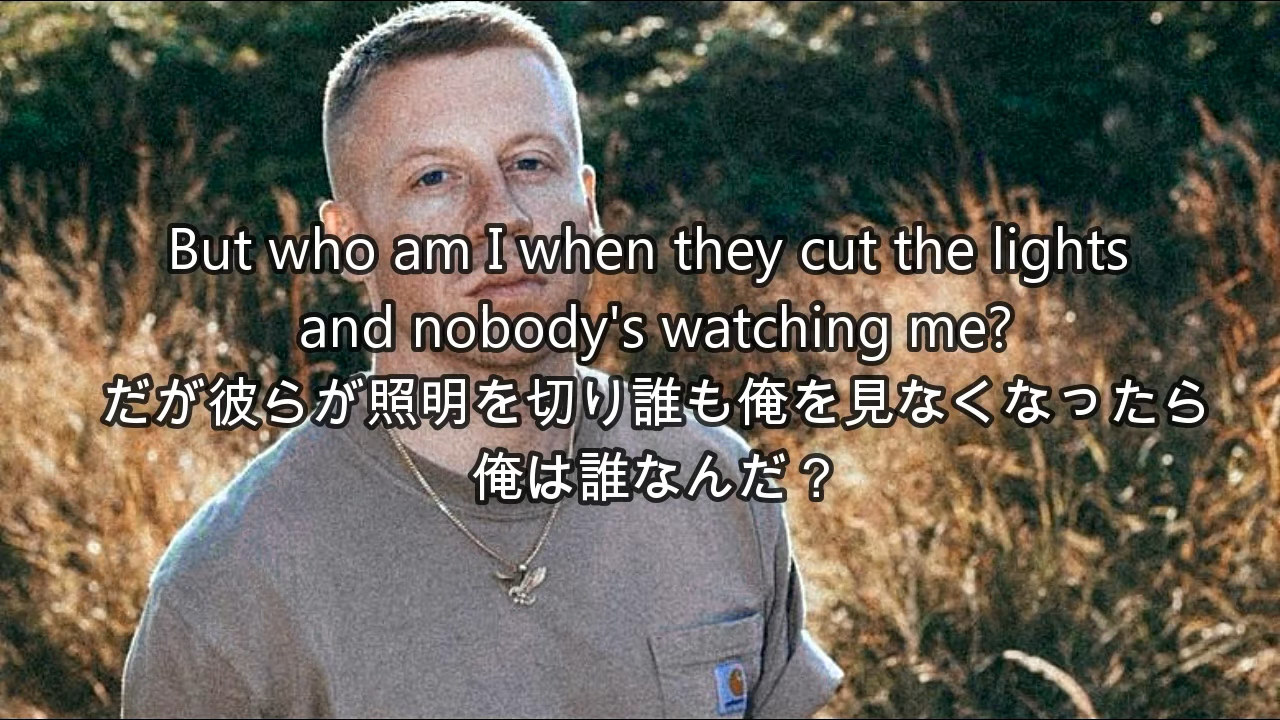 But who am I when they cut the lights
and nobody's watching me?
だが彼らが照明を切り誰も俺を見なくなったら
俺は誰なんだ？